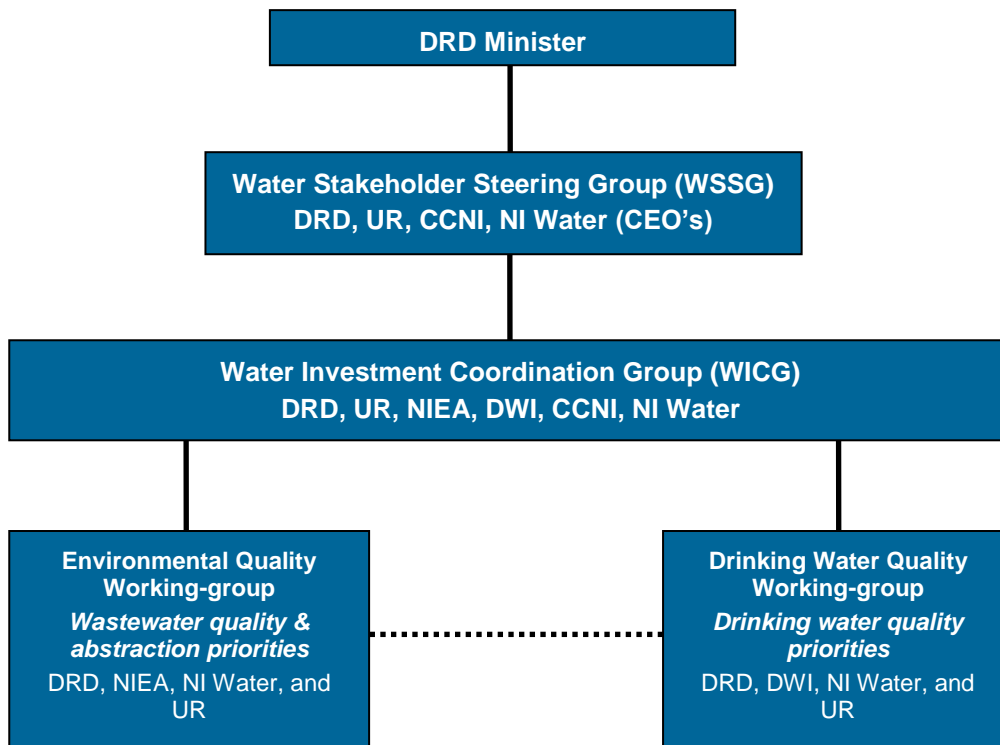 DRD Minister
Water Stakeholder Steering Group (WSSG)
DRD, UR, CCNI, NI Water (CEO's)
Water Investment Coordination Group (WICG)
DRD, UR, NIEA, DWI, CCNI, NI Water
Environmental Quality
Working-group
Wastewater quality &
abstraction priorities
DRD, NIEA, NI Water, and
UR
Drinking Water Quality
Working-group
Drinking water quality
priorities
DRD, DWI, NI Water, and
UR